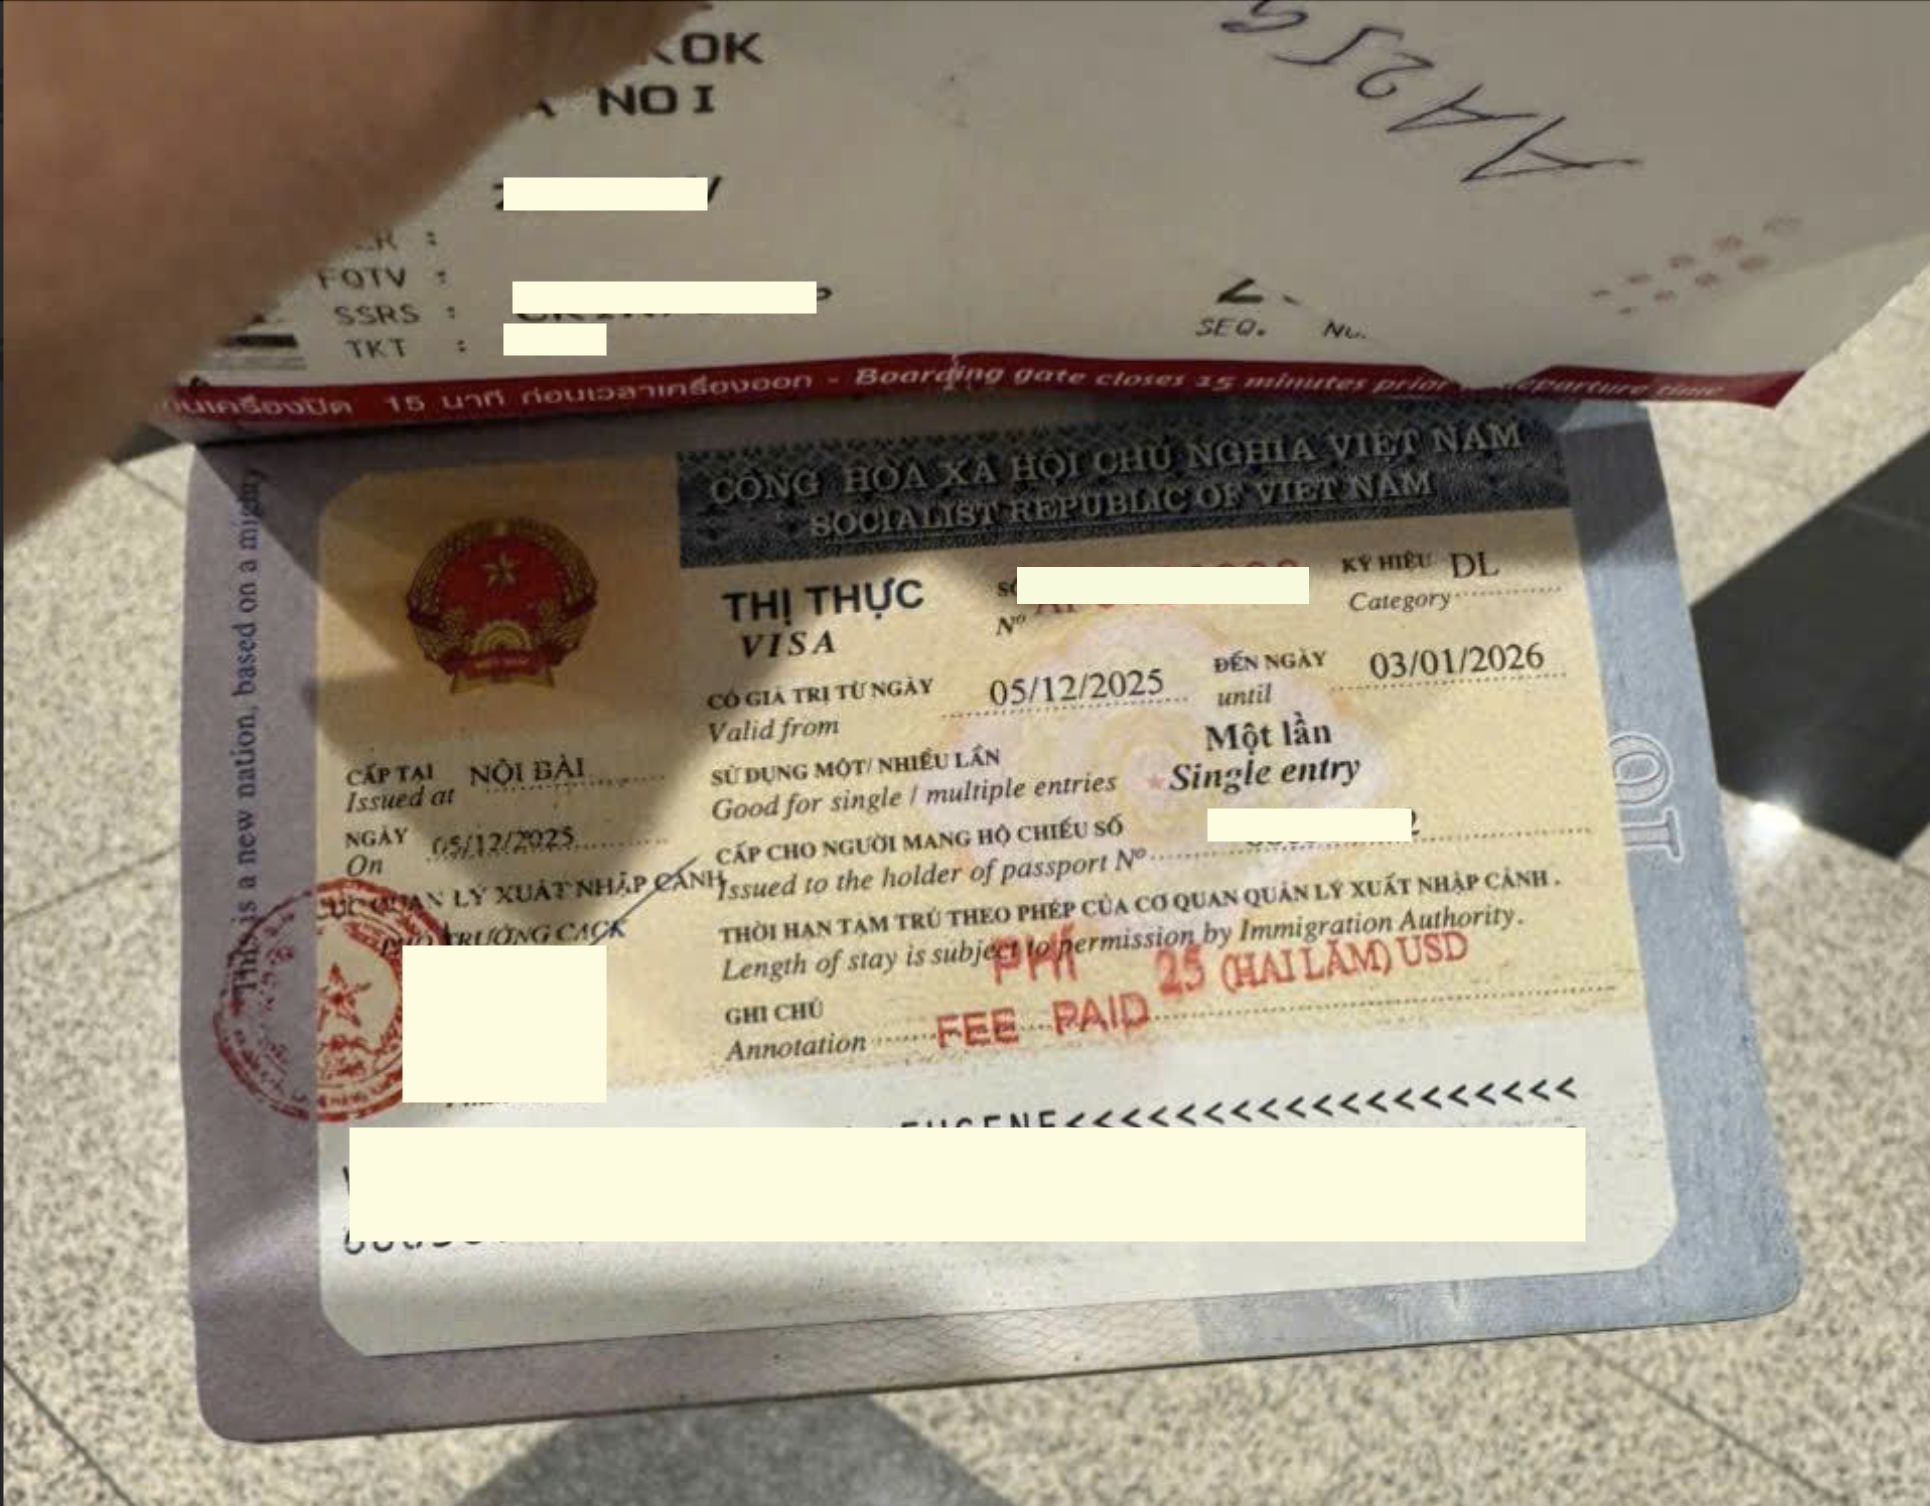 KOK
NOI
AA25G
FQTV :
SSRS :
TKT :
SEQ. No.
15 นาที ก่อนเวลาเครื่องออก - Boarding gate closes 15 minutes prior departure time
This is a new nation, based on a mighty
CỘNG HÒA XÃ HỘI CHỦ NGHĨA VIỆT NAM
SOCIALIST REPUBLIC OF VIET NAM
THỊ THỰC
VISA
Nº
KÝ HIỆU DL
Category
CÓ GIÁ TRỊ TỪ NGÀY 05/12/2025 ĐẾN NGÀY 03/01/2026
Valid from until
SỬ DỤNG MỘT/ NHIỀU LẦN Một lần
Good for single / multiple entries Single entry
CẤP CHO NGƯỜI MANG HỘ CHIẾU SỐ
Issued to the holder of passport Nº
THỜI HẠN TẠM TRÚ THEO PHÉP CỦA CƠ QUAN QUẢN LÝ XUẤT NHẬP CẢNH .
Length of stay is subject to permission by Immigration Authority.
PHÍ 25 (HAI LĂM) USD
GHI CHÚ
Annotation FEE PAID
CẤP TẠI NỘI BÀI
Issued at
NGÀY 05/12/2025
On
QUẢN LÝ XUẤT NHẬP CẢNH
TRƯỞNG CACK
EUGENE<<<<<<<<<<<<<<<<<<<